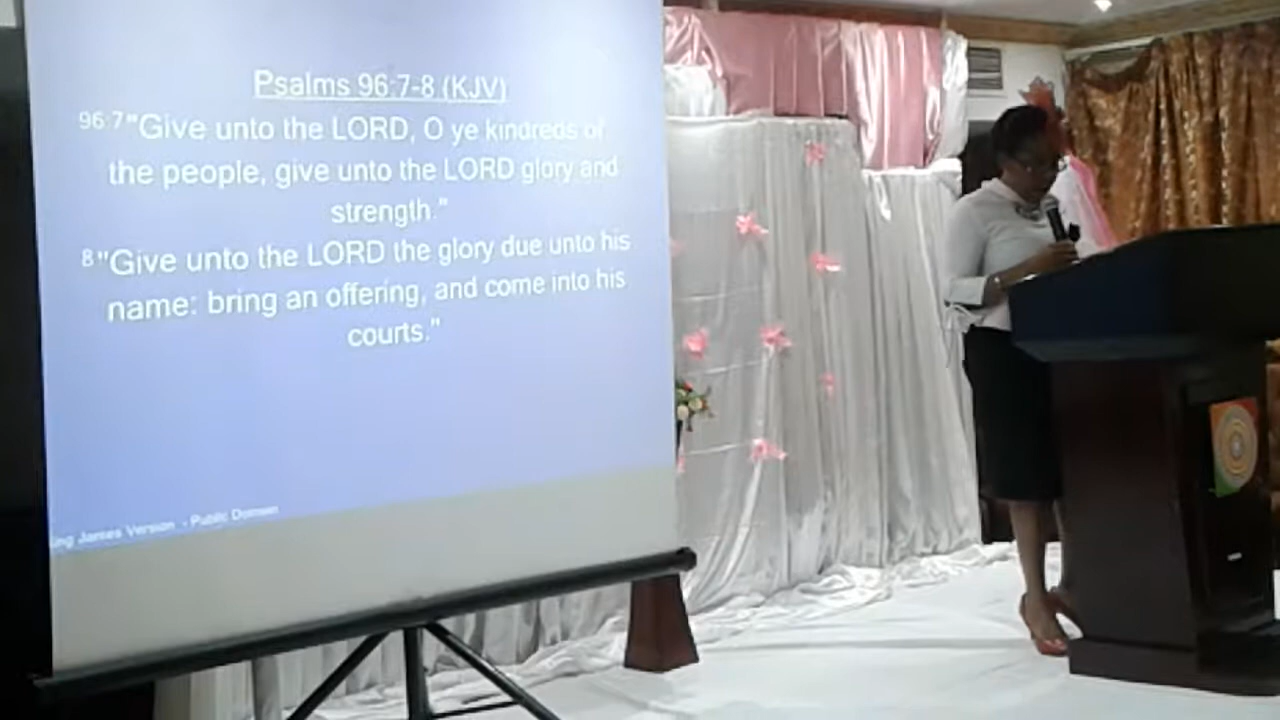 Psalms 96:7-8 (KJV)
96:7 "Give unto the LORD, O ye kindreds of
the people, give unto the LORD glory and
strength."
8 "Give unto the LORD the glory due unto his
name: bring an offering, and come into his
courts."
ing James Version - Public Domain